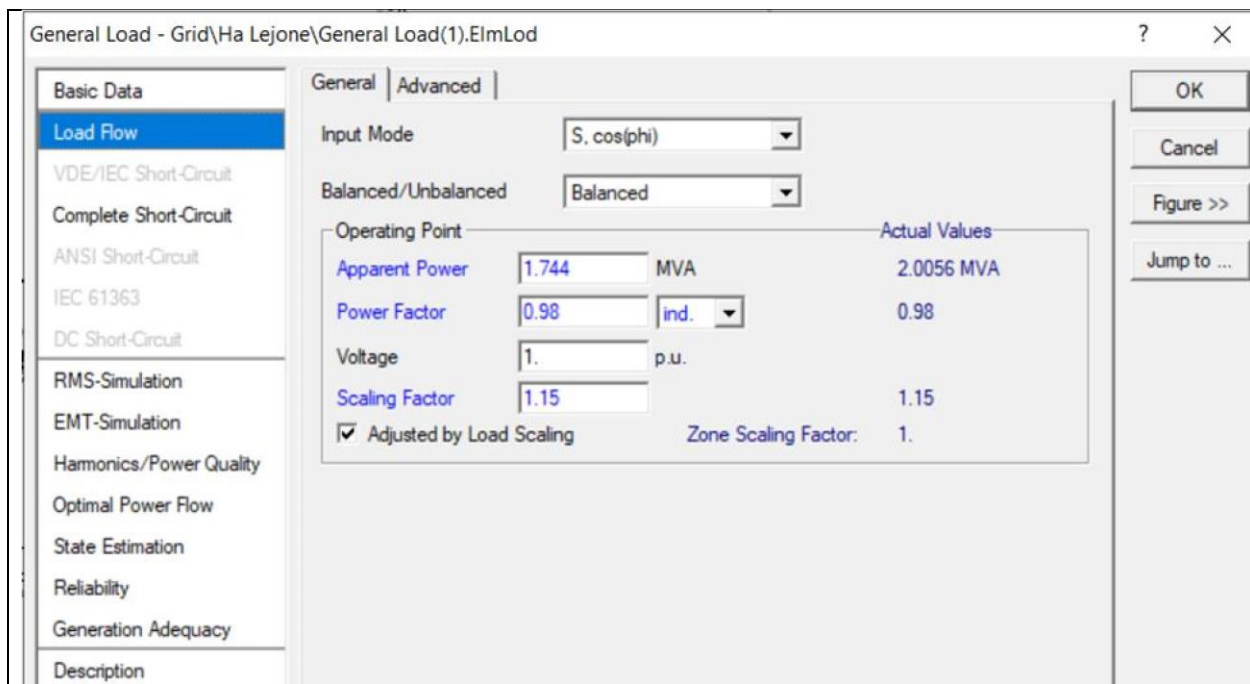 General Load - Grid\Ha Lejone\General Load(1).ElmLod ?
Basic Data
Load Flow
VDE/IEC Short-Circuit
Complete Short-Circuit
ANSI Short-Circuit
IEC 61363
DC Short-Circuit
RMS-Simulation
EMT-Simulation
Harmonics/Power Quality
Optimal Power Flow
State Estimation
Reliability
Generation Adequacy
Description
General Advanced
Input Mode S, cos(phi)
Balanced/Unbalanced Balanced
Operating Point Actual Values
Apparent Power 1.744 MVA 2.0056 MVA
Power Factor 0.98 ind. 0.98
Voltage 1. p.u.
Scaling Factor 1.15 1.15
Adjusted by Load Scaling Zone Scaling Factor: 1.
OK
Cancel
Figure >>
Jump to ...